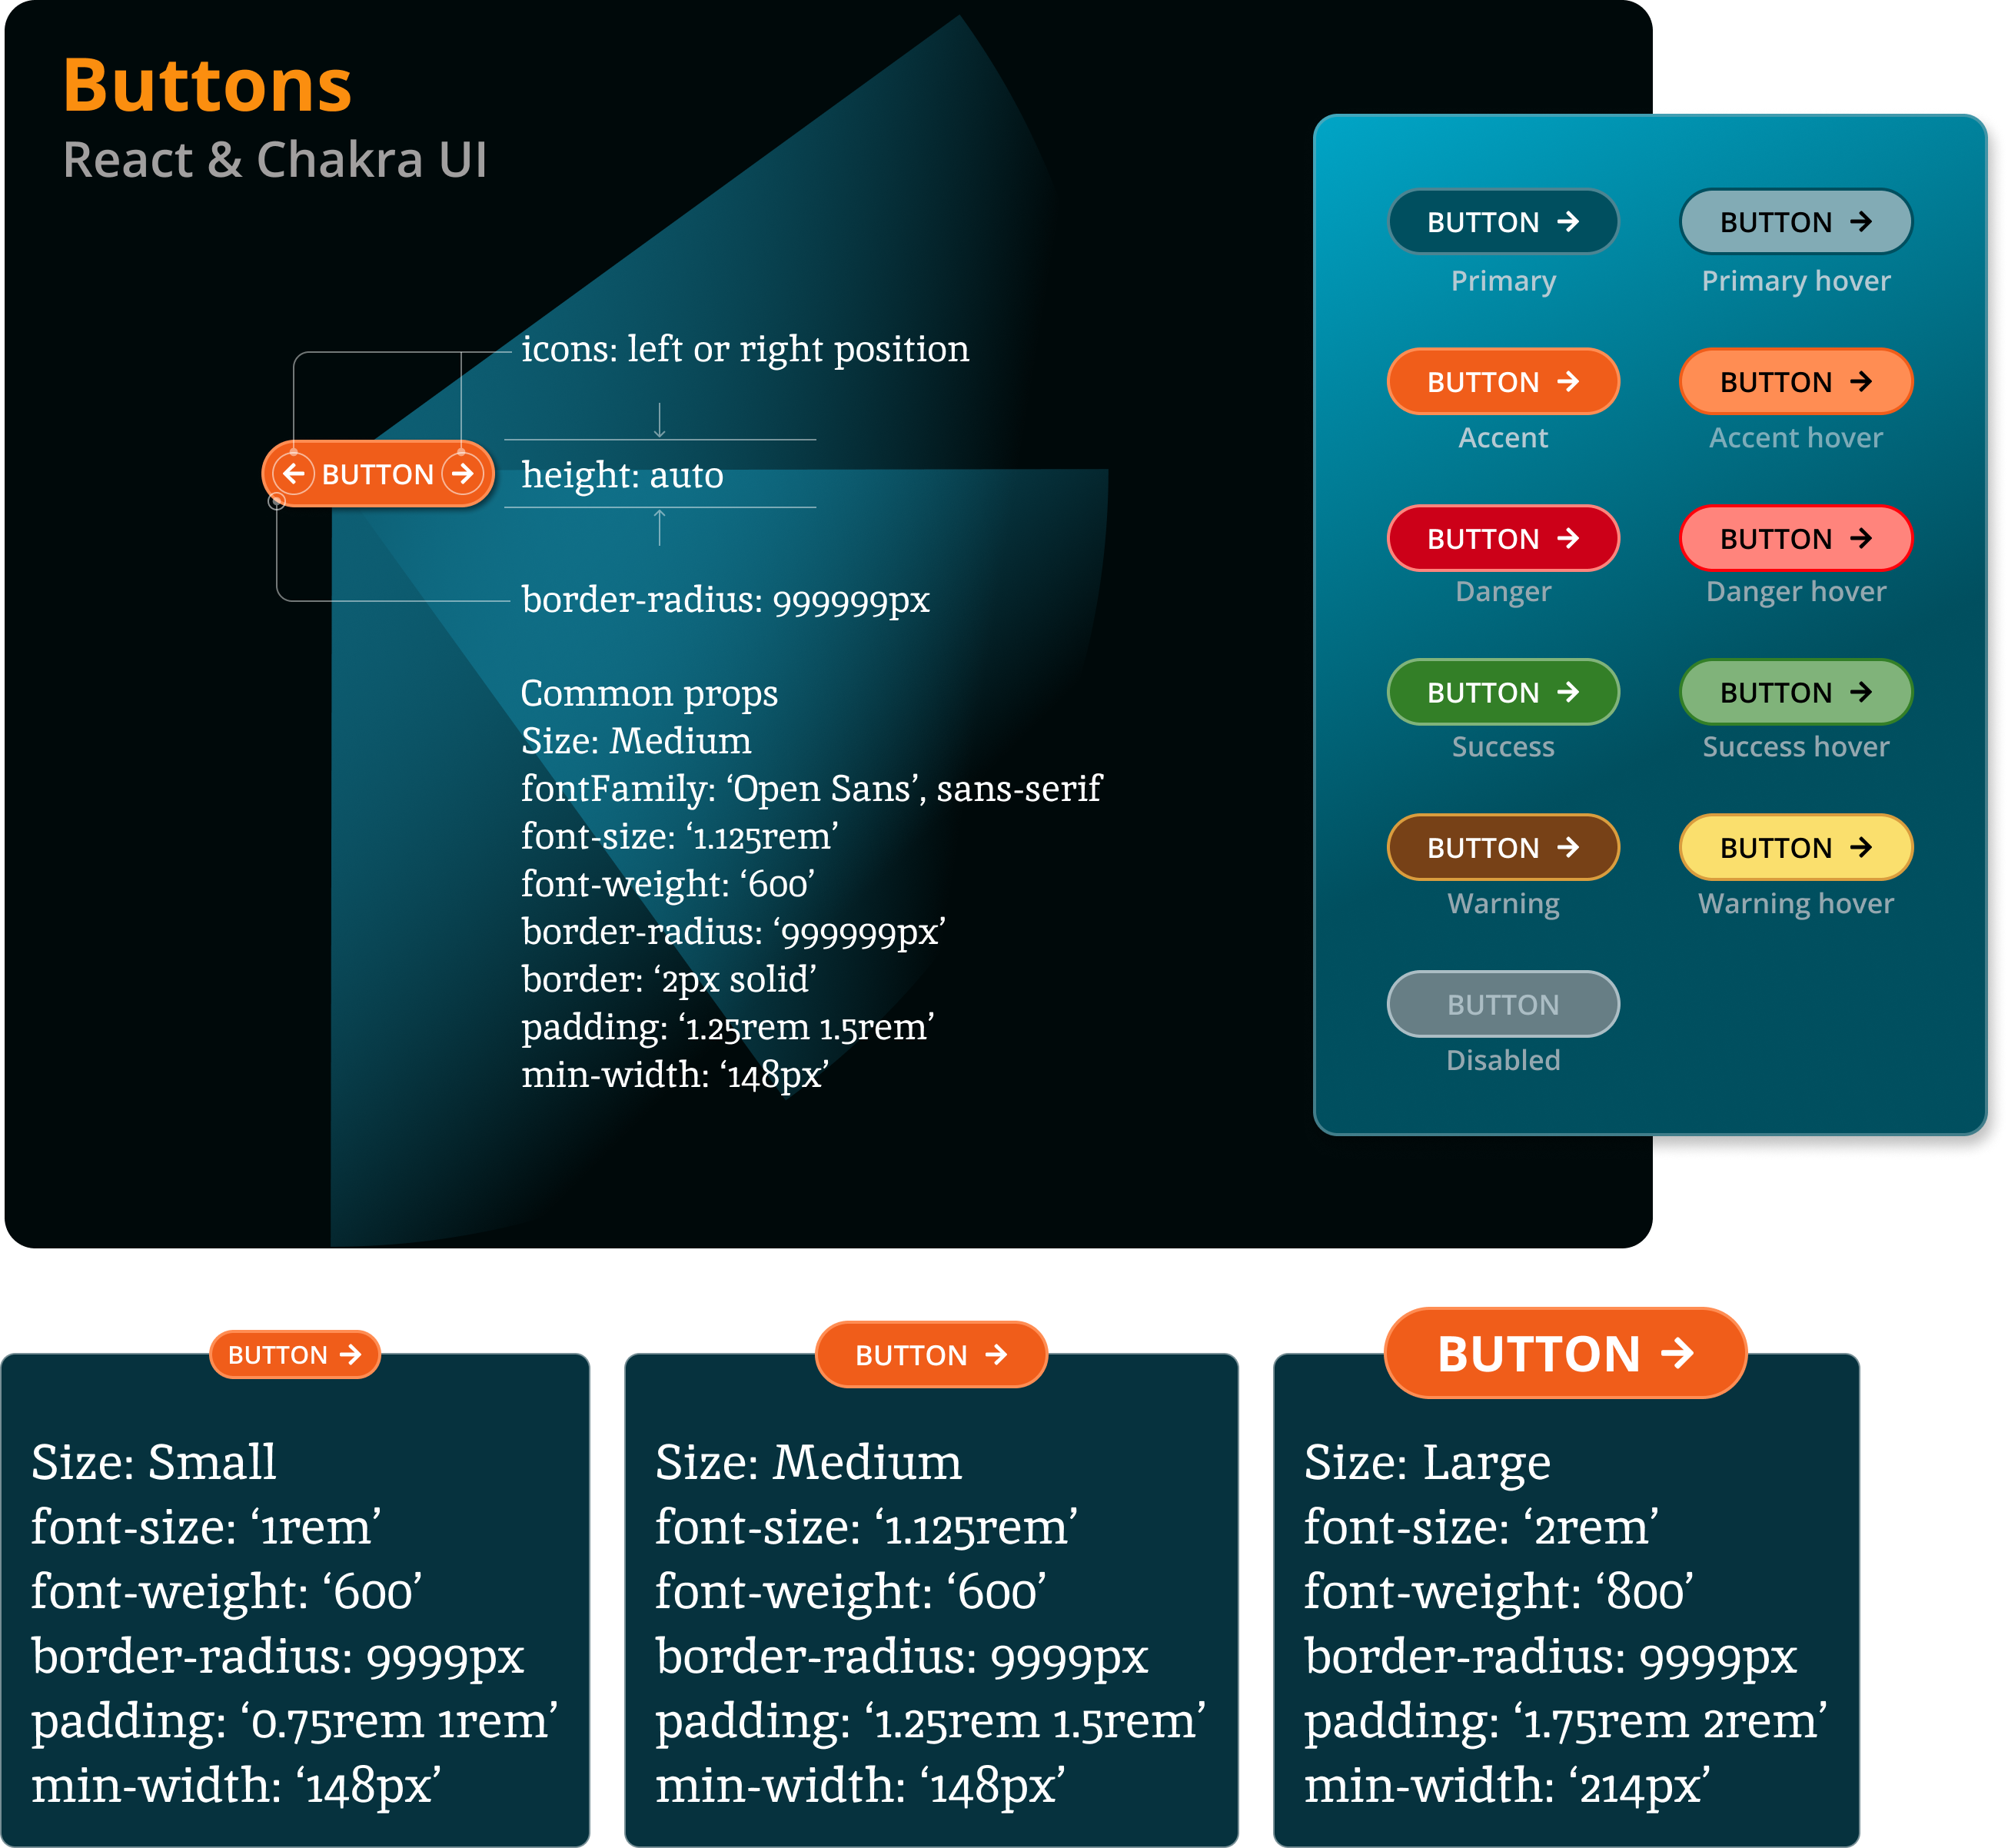 Buttons
React & Chakra UI
icons: left or right position
BUTTON
height: auto
border-radius: 999999px
Common props
Size: Medium
fontFamily: ‘Open Sans’, sans-serif
font-size: ‘1.125rem’
font-weight: ‘600’
border-radius: ‘999999px’
border: ‘2px solid’
padding: ‘1.25rem 1.5rem’
min-width: ‘148px’
BUTTON
Primary
BUTTON
Primary hover
BUTTON
Accent
BUTTON
Accent hover
BUTTON
Danger
BUTTON
Danger hover
BUTTON
Success
BUTTON
Success hover
BUTTON
Warning
BUTTON
Warning hover
BUTTON
Disabled
BUTTON
Size: Small
font-size: ‘1rem’
font-weight: ‘600’
border-radius: 9999px
padding: ‘0.75rem 1rem’
min-width: ‘148px’
BUTTON
Size: Medium
font-size: ‘1.125rem’
font-weight: ‘600’
border-radius: 9999px
padding: ‘1.25rem 1.5rem’
min-width: ‘148px’
BUTTON
Size: Large
font-size: ‘2rem’
font-weight: ‘800’
border-radius: 9999px
padding: ‘1.75rem 2rem’
min-width: ‘214px’